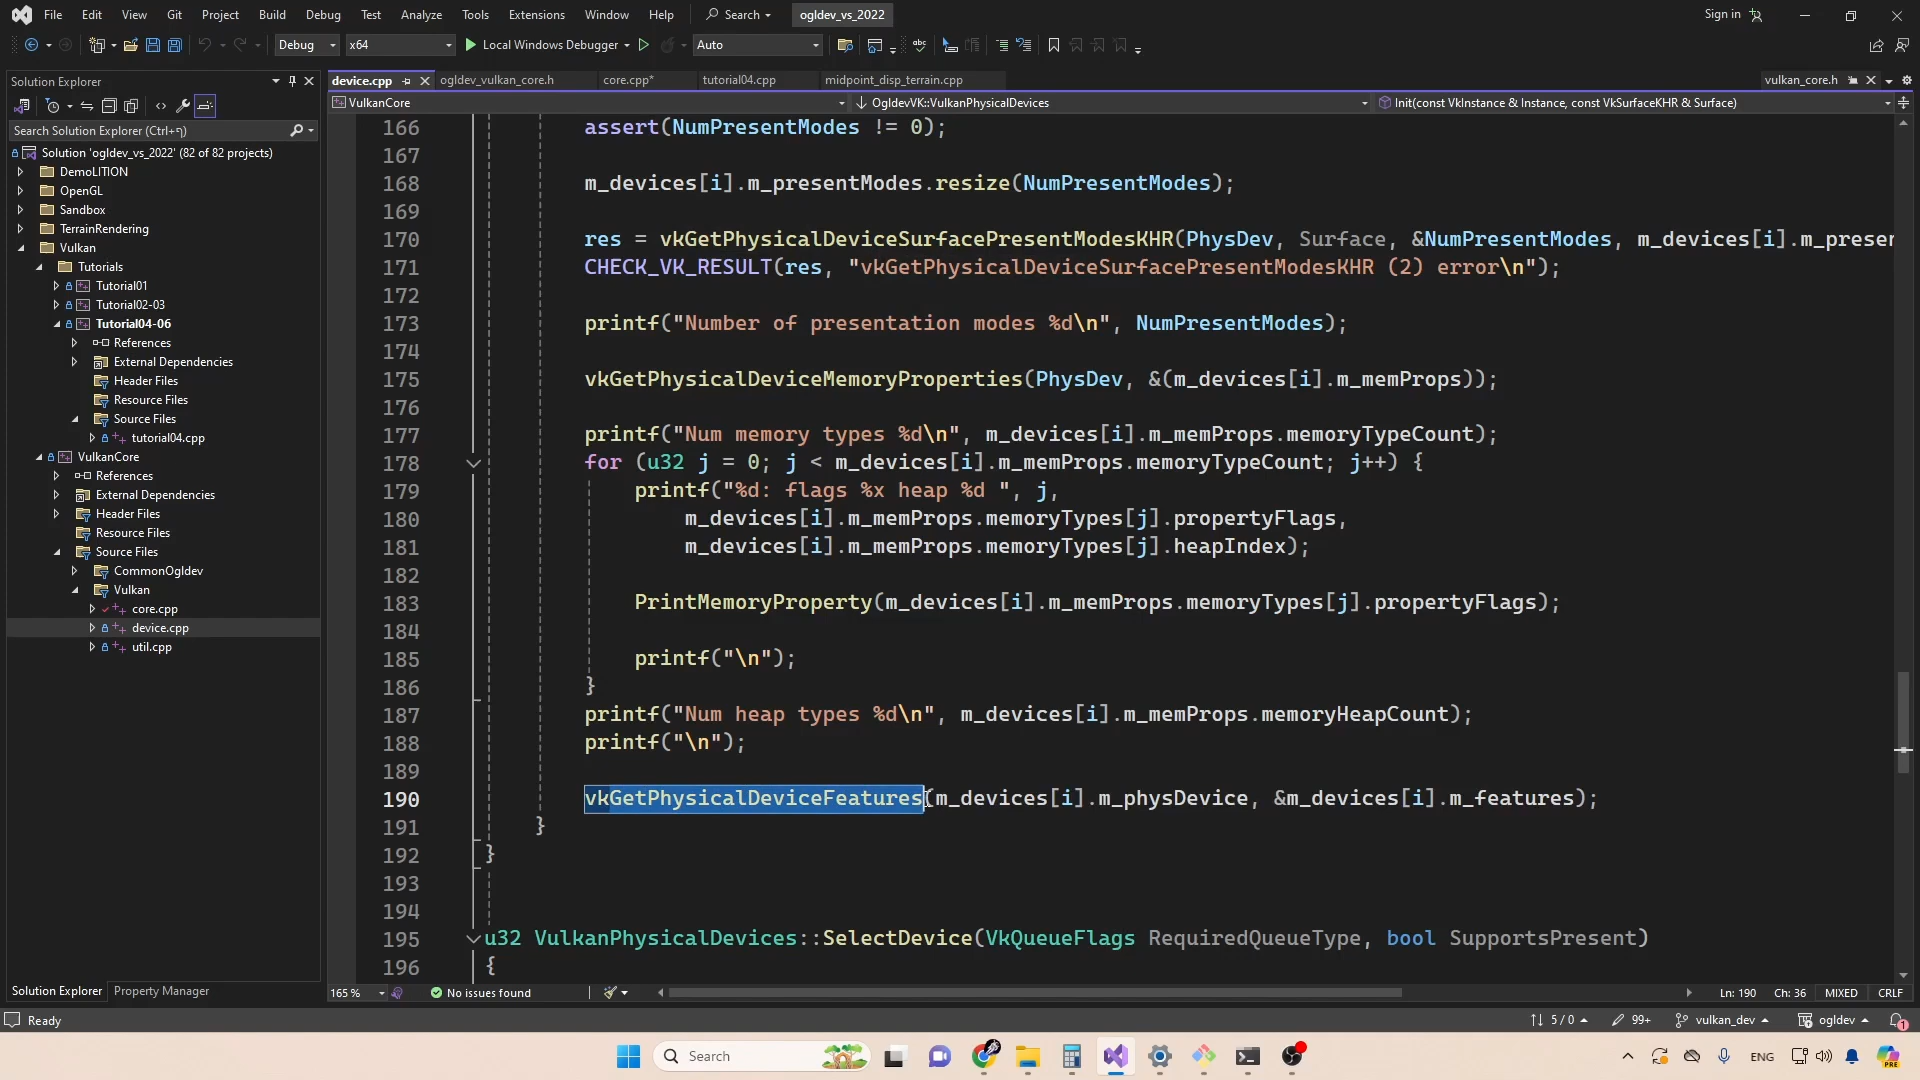 File Edit View Git Project Build Debug Test Analyze Tools Extensions Window Help Search ogldev_vs_2022 Sign in
Debug x64 Local Windows Debugger Auto
Solution Explorer
device.cpp ogldev_vulkan_core.h core.cpp* tutorial04.cpp midpoint_disp_terrain.cpp vulkan_core.h
VulkanCore OgldevVK::VulkanPhysicalDevices Init(const VkInstance & Instance, const VkSurfaceKHR & Surface)
Search Solution Explorer (Ctrl+ך)
Solution 'ogldev_vs_2022' (82 of 82 projects)
DemoLITION
OpenGL
Sandbox
TerrainRendering
Vulkan
Tutorials
Tutorial01
Tutorial02-03
Tutorial04-06
References
External Dependencies
Header Files
Resource Files
Source Files
tutorial04.cpp
VulkanCore
References
External Dependencies
Header Files
Resource Files
Source Files
CommonOgldev
Vulkan
core.cpp
device.cpp
util.cpp
Solution Explorer Property Manager
166 assert(NumPresentModes != 0);
167
168 m_devices[i].m_presentModes.resize(NumPresentModes);
169
170 res = vkGetPhysicalDeviceSurfacePresentModesKHR(PhysDev, Surface, &NumPresentModes, m_devices[i].m_preser
171 CHECK_VK_RESULT(res, "vkGetPhysicalDeviceSurfacePresentModesKHR (2) error\n");
172
173 printf("Number of presentation modes %d\n", NumPresentModes);
174
175 vkGetPhysicalDeviceMemoryProperties(PhysDev, &(m_devices[i].m_memProps));
176
177 printf("Num memory types %d\n", m_devices[i].m_memProps.memoryTypeCount);
178 for (u32 j = 0; j < m_devices[i].m_memProps.memoryTypeCount; j++) {
179 printf("%d: flags %x heap %d ", j,
180 m_devices[i].m_memProps.memoryTypes[j].propertyFlags,
181 m_devices[i].m_memProps.memoryTypes[j].heapIndex);
182
183 PrintMemoryProperty(m_devices[i].m_memProps.memoryTypes[j].propertyFlags);
184
185 printf("\n");
186 }
187 printf("Num heap types %d\n", m_devices[i].m_memProps.memoryHeapCount);
188 printf("\n");
189
190 vkGetPhysicalDeviceFeatures(m_devices[i].m_physDevice, &m_devices[i].m_features);
191 }
192 }
193
194
195 u32 VulkanPhysicalDevices::SelectDevice(VkQueueFlags RequiredQueueType, bool SupportsPresent)
196 {
165 % No issues found Ln: 190 Ch: 36 MIXED CRLF
Ready 5 / 0 99+ vulkan_dev ogldev 1
Search ENG PRE